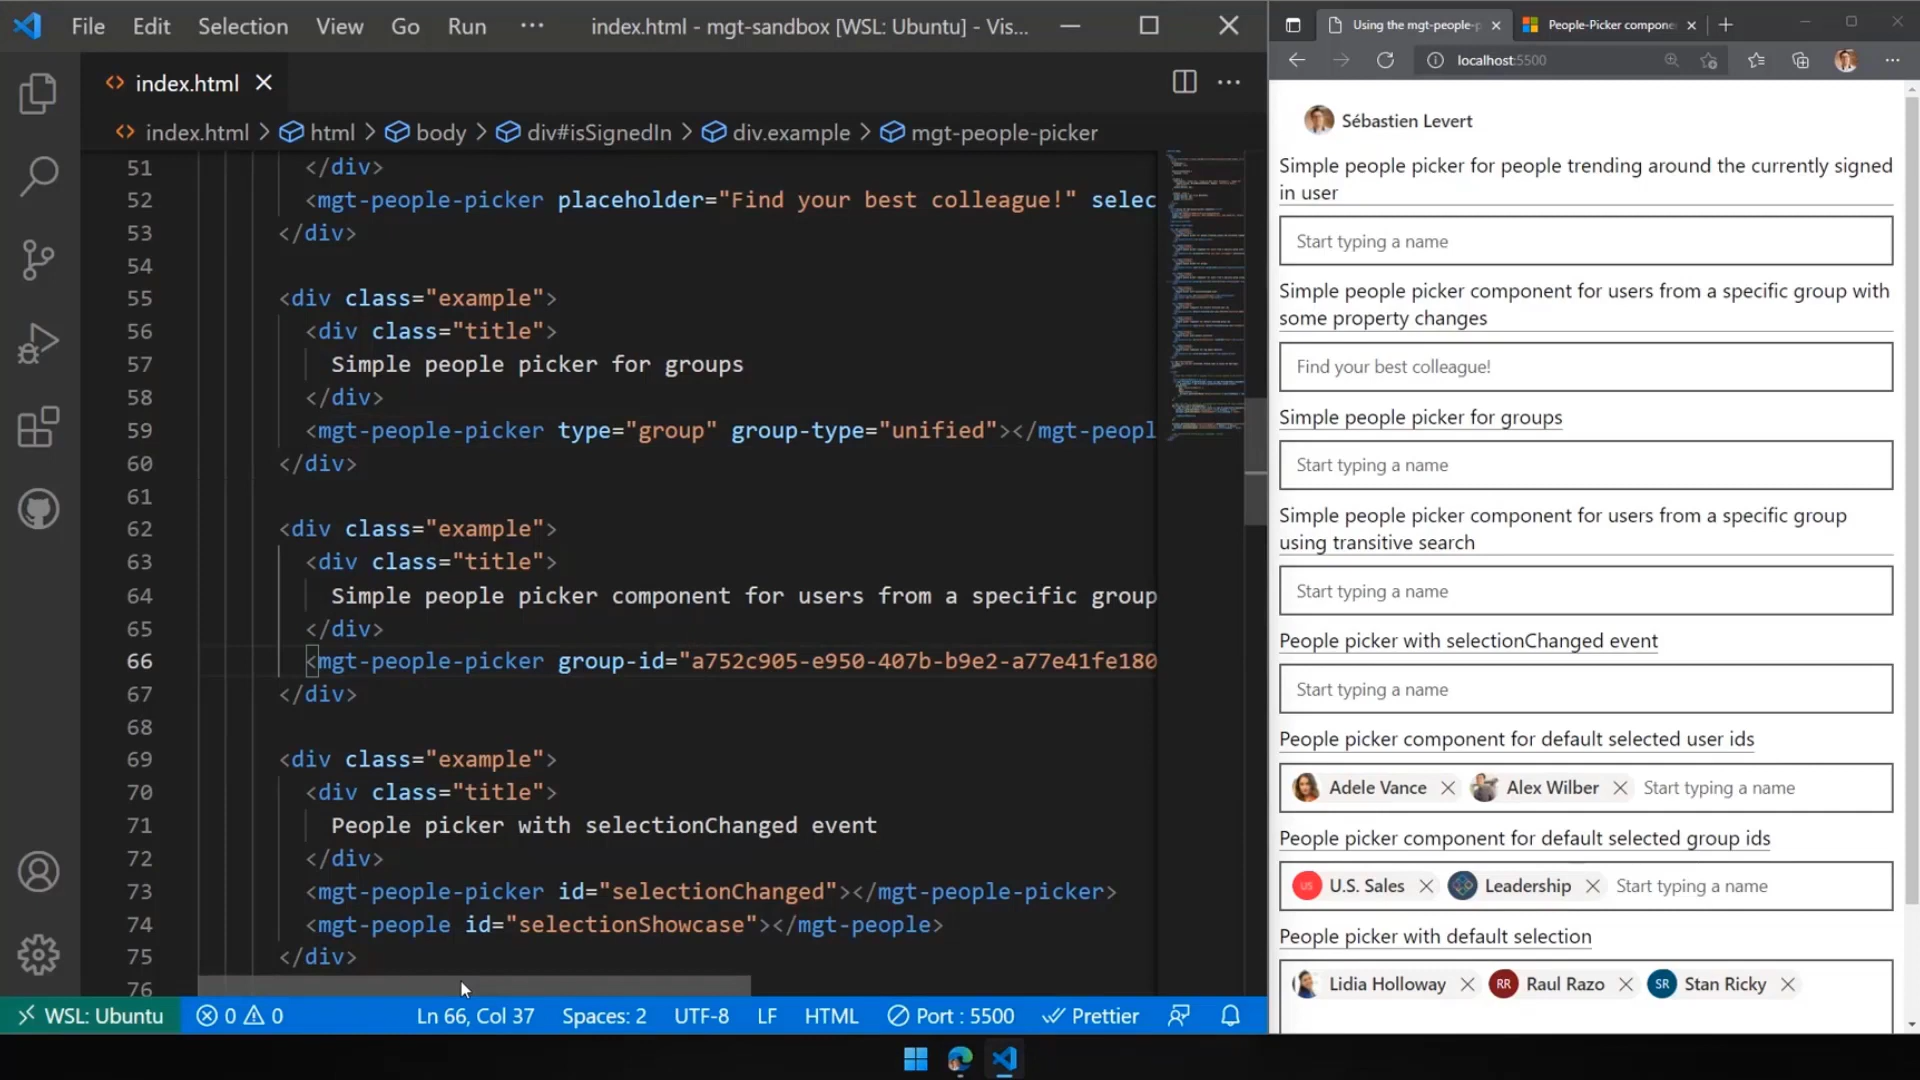 File Edit Selection View Go Run ··· index.html - mgt-sandbox [WSL: Ubuntu] - Vis...
index.html
index.html > html > body > div#isSignedIn > div.example > mgt-people-picker
51 </div>
52 <mgt-people-picker placeholder="Find your best colleague!" selec
53 </div>
54
55 <div class="example">
56 <div class="title">
57 Simple people picker for groups
58 </div>
59 <mgt-people-picker type="group" group-type="unified"></mgt-peopl
60 </div>
61
62 <div class="example">
63 <div class="title">
64 Simple people picker component for users from a specific group
65 </div>
66 <mgt-people-picker group-id="a752c905-e950-407b-b9e2-a77e41fe180
67 </div>
68
69 <div class="example">
70 <div class="title">
71 People picker with selectionChanged event
72 </div>
73 <mgt-people-picker id="selectionChanged"></mgt-people-picker>
74 <mgt-people id="selectionShowcase"></mgt-people>
75 </div>
76
WSL: Ubuntu 0 0 Ln 66, Col 37 Spaces: 2 UTF-8 LF HTML Port : 5500 Prettier
Using the mgt-people-p People-Picker compone
localhost:5500
Sébastien Levert
Simple people picker for people trending around the currently signed
in user
Start typing a name
Simple people picker component for users from a specific group with
some property changes
Find your best colleague!
Simple people picker for groups
Start typing a name
Simple people picker component for users from a specific group
using transitive search
Start typing a name
People picker with selectionChanged event
Start typing a name
People picker component for default selected user ids
Adele Vance Alex Wilber Start typing a name
People picker component for default selected group ids
US U.S. Sales Leadership Start typing a name
People picker with default selection
Lidia Holloway RR Raul Razo SR Stan Ricky